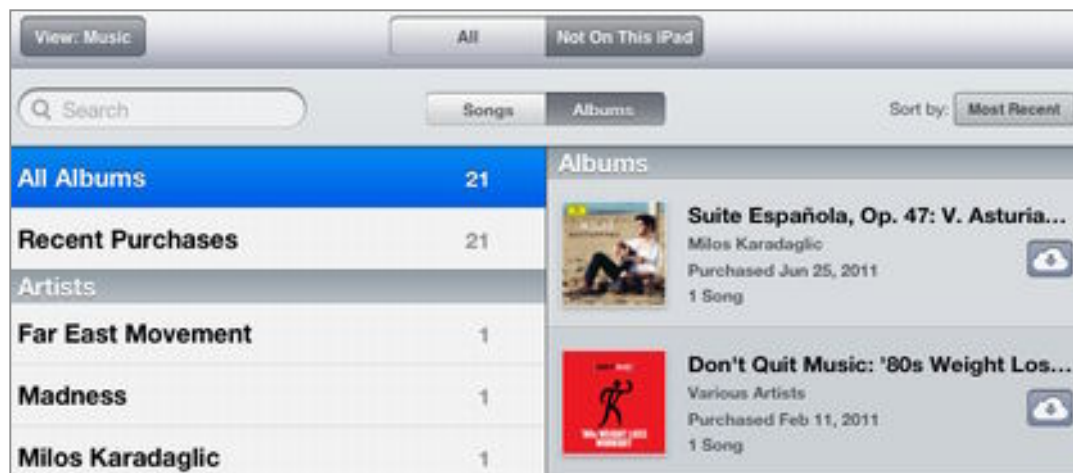 View: Music
All
Not On This iPad
Search
Songs
Albums
Sort by:
Most Recent
All Albums
21
Recent Purchases
21
Artists
Far East Movement
1
Madness
1
Milos Karadaglic
1
Albums
Suite Española, Op. 47: V. Asturia...
Milos Karadaglic
Purchased Jun 25, 2011
1 Song
Don't Quit Music: '80s Weight Los...
Various Artists
Purchased Feb 11, 2011
1 Song